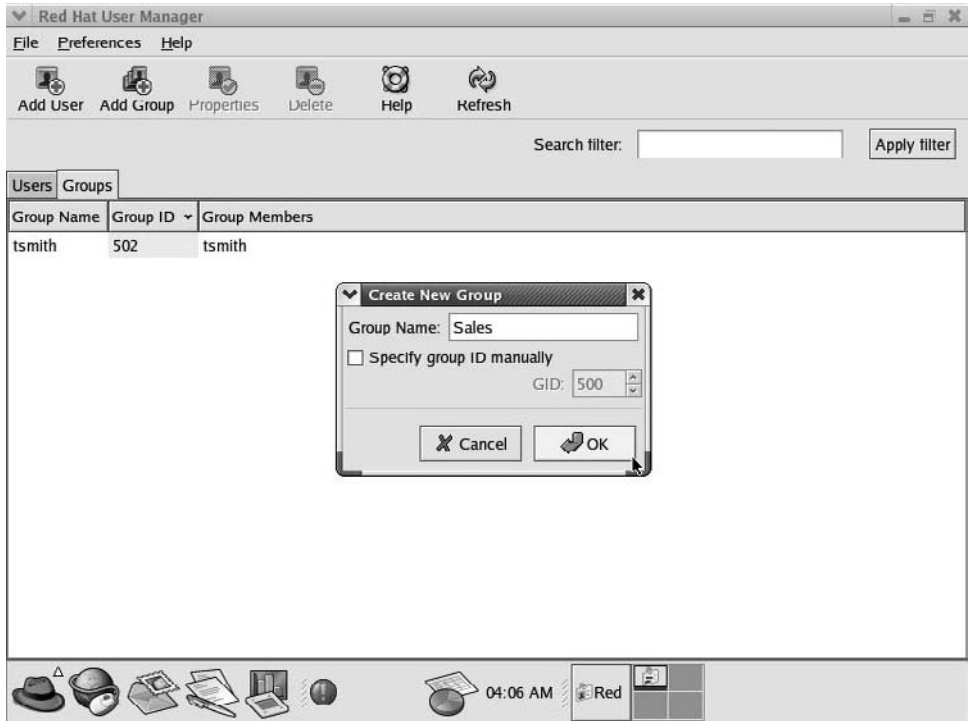 Red Hat User Manager
File Preferences Help
Add User Add Group Properties Delete Help Refresh
Search filter: Apply filter
Users Groups
Group Name Group ID Group Members
tsmith 502 tsmith
Create New Group
Group Name: Sales
Specify group ID manually
GID: 500
Cancel OK
04:06 AM Red